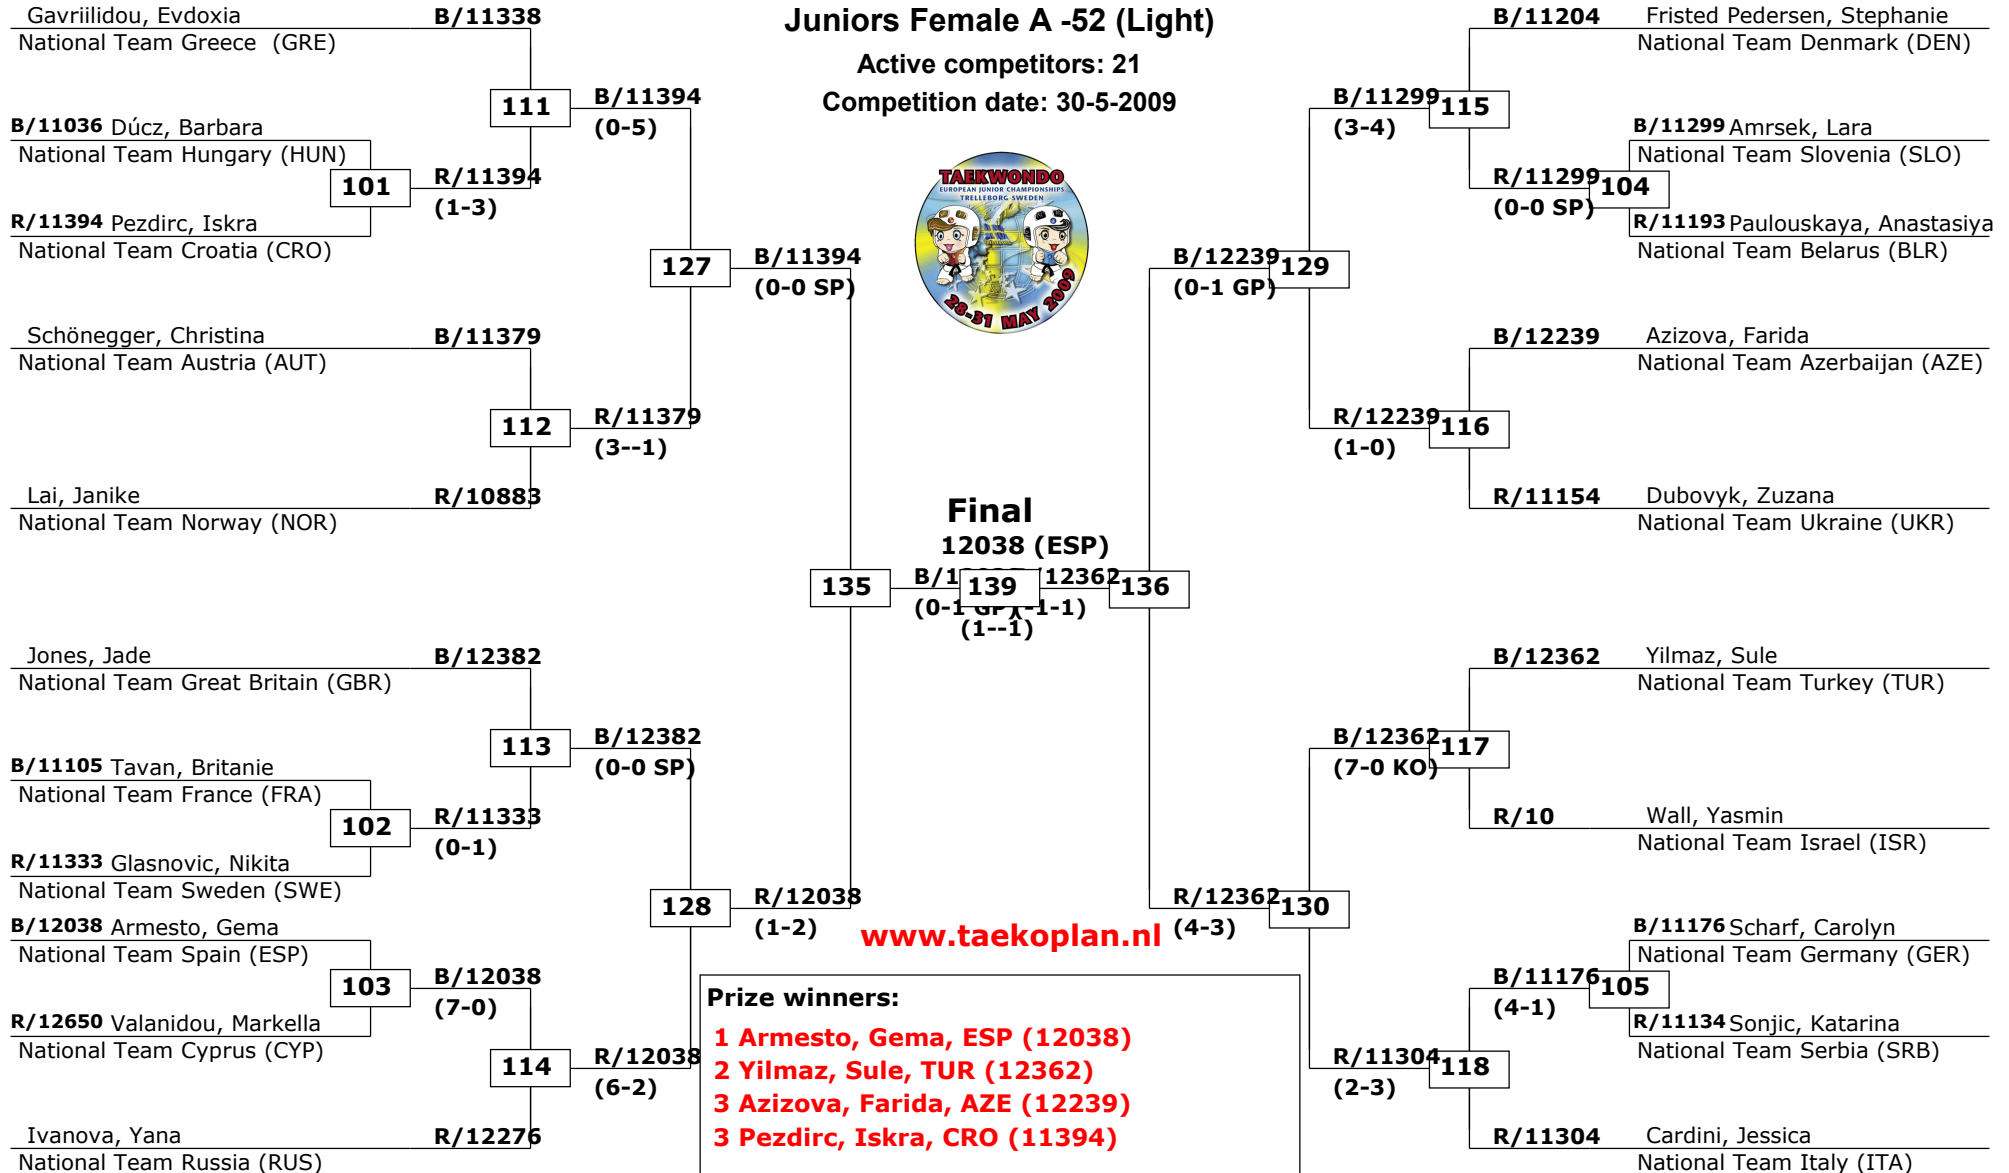 Juniors Female A -52 (Light)
Active competitors: 21
Competition date: 30-5-2009
TAEKWONDO
EUROPEAN JUNIOR CHAMPIONSHIPS
TRELLEBORG SWEDEN
28-31 MAY 2009
Gavriilidou, Evdoxia B/11338
National Team Greece (GRE)
111
B/11394
(0-5)
B/11036 Dúcz, Barbara
National Team Hungary (HUN)
101
R/11394
(1-3)
R/11394 Pezdirc, Iskra
National Team Croatia (CRO)
127
B/11394
(0-0 SP)
Schönegger, Christina B/11379
National Team Austria (AUT)
112
R/11379
(3--1)
Lai, Janike R/10883
National Team Norway (NOR)
Jones, Jade B/12382
National Team Great Britain (GBR)
113
B/12382
(0-0 SP)
B/11105 Tavan, Britanie
National Team France (FRA)
102
R/11333
(0-1)
R/11333 Glasnovic, Nikita
National Team Sweden (SWE)
128
R/12038
(1-2)
B/12038 Armesto, Gema
National Team Spain (ESP)
103
B/12038
(7-0)
R/12650 Valanidou, Markella
National Team Cyprus (CYP)
114
R/12038
(6-2)
Ivanova, Yana R/12276
National Team Russia (RUS)
Final
12038 (ESP)
135
139
12362
136
(1--1)
B/11204 Fristed Pedersen, Stephanie
National Team Denmark (DEN)
B/11299
115
(3-4)
B/11299 Amrsek, Lara
National Team Slovenia (SLO)
R/11299
104
(0-0 SP)
R/11193 Paulouskaya, Anastasiya
National Team Belarus (BLR)
B/12239
129
(0-1 GP)
B/12239 Azizova, Farida
National Team Azerbaijan (AZE)
R/12239
116
(1-0)
R/11154 Dubovyk, Zuzana
National Team Ukraine (UKR)
B/12362 Yilmaz, Sule
National Team Turkey (TUR)
B/12362
117
(7-0 KO)
R/10 Wall, Yasmin
National Team Israel (ISR)
R/12362
130
(4-3)
B/11176 Scharf, Carolyn
National Team Germany (GER)
B/11176
105
(4-1)
R/11134 Sonjic, Katarina
National Team Serbia (SRB)
R/11304
118
(2-3)
R/11304 Cardini, Jessica
National Team Italy (ITA)
www.taekoplan.nl
Prize winners:
1 Armesto, Gema, ESP (12038)
2 Yilmaz, Sule, TUR (12362)
3 Azizova, Farida, AZE (12239)
3 Pezdirc, Iskra, CRO (11394)